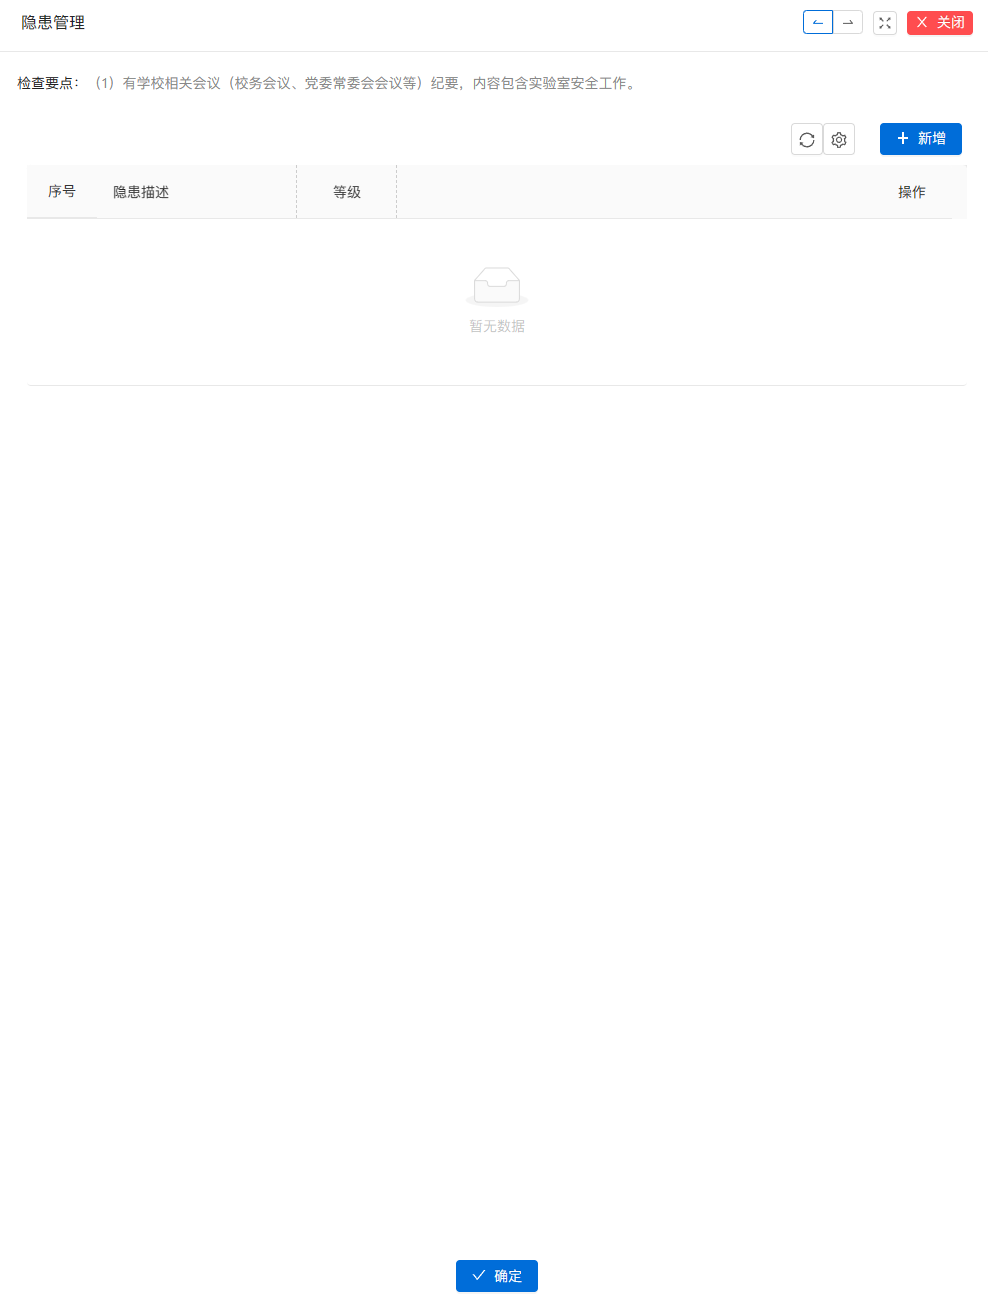 隐患管理
关闭
检查要点：（1）有学校相关会议（校务会议、党委常委会会议等）纪要，内容包含实验室安全工作。
新增
序号 隐患描述 等级 操作
暂无数据
确定